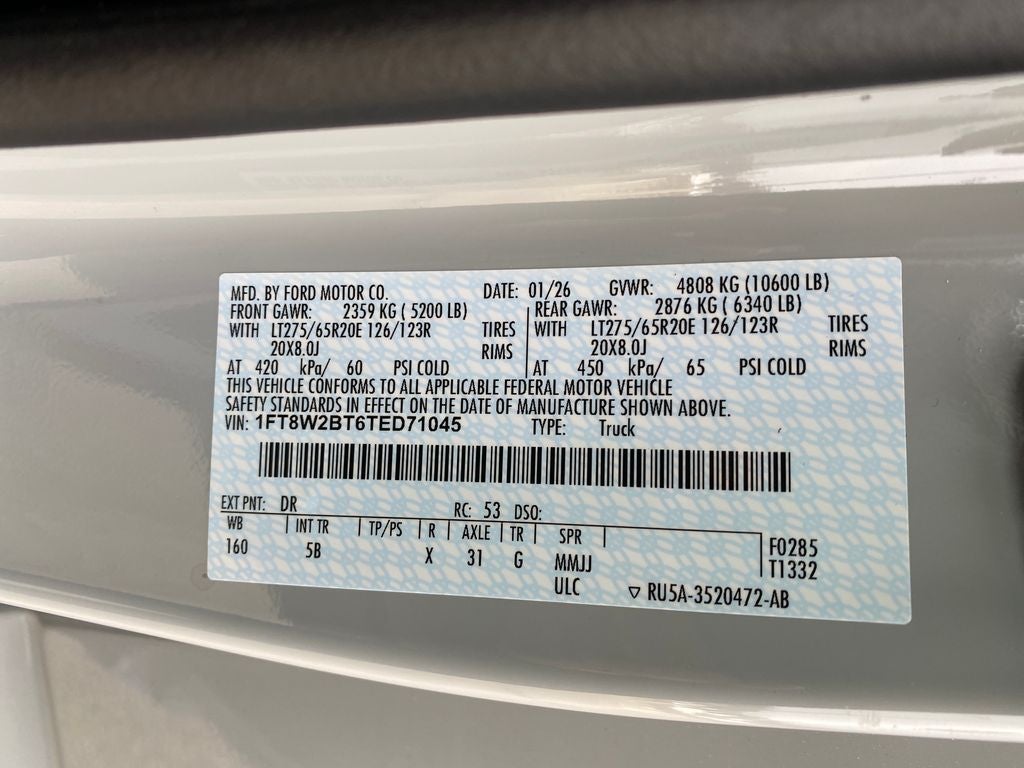 MFD. BY FORD MOTOR CO. DATE: 01/26 GVWR: 4808 KG (10600 LB)
FRONT GAWR: 2359 KG ( 5200 LB) REAR GAWR: 2876 KG ( 6340 LB)
WITH LT275/65R20E 126/123R TIRES WITH LT275/65R20E 126/123R TIRES
20X8.0J RIMS 20X8.0J RIMS
AT 420 kPa/ 60 PSI COLD AT 450 kPa/ 65 PSI COLD
THIS VEHICLE CONFORMS TO ALL APPLICABLE FEDERAL MOTOR VEHICLE
SAFETY STANDARDS IN EFFECT ON THE DATE OF MANUFACTURE SHOWN ABOVE.
VIN: 1FT8W2BT6TED71045 TYPE: Truck
EXT PNT: DR RC: 53 DSO:
WB INT TR TP/PS R AXLE TR SPR
160 5B X 31 G MMJJ F0285
ULC T1332
RU5A-3520472-AB